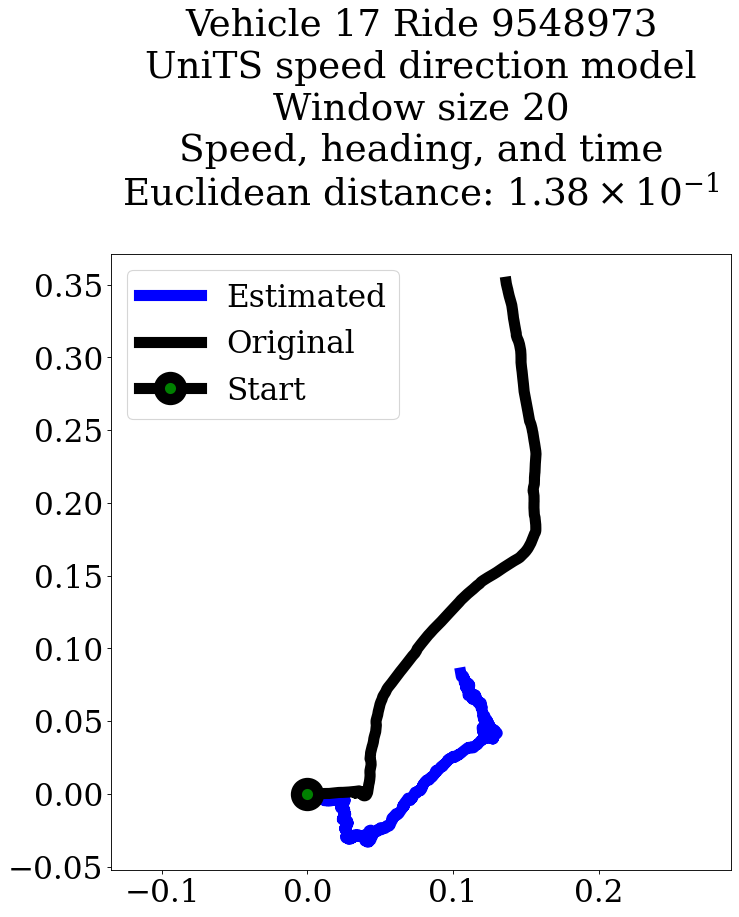 Vehicle 17 Ride 9548973
UniTS speed direction model
Window size 20
Speed, heading, and time
Euclidean distance: 1.38 × 10⁻¹
Estimated
Original
Start
0.35
0.30
0.25
0.20
0.15
0.10
0.05
0.00
−0.05
−0.1
0.0
0.1
0.2